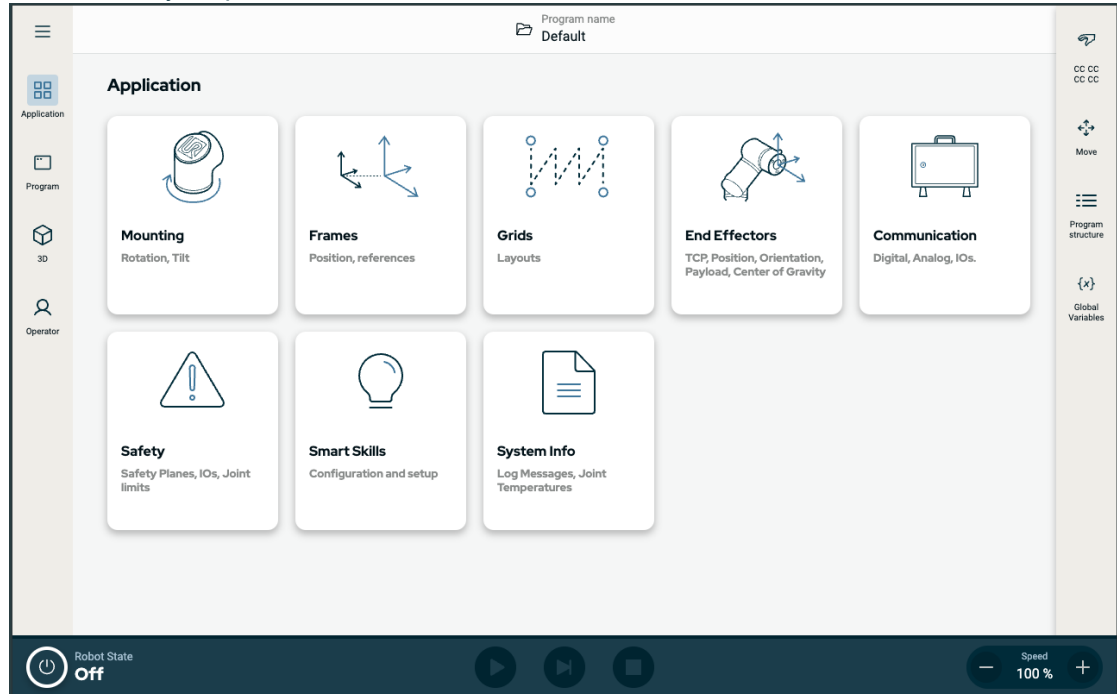 Program name
Default
Application
Application
Program
3D
Operator
Mounting
Rotation, Tilt
Frames
Position, references
Grids
Layouts
End Effectors
TCP, Position, Orientation,
Payload, Center of Gravity
Communication
Digital, Analog, IOs.
Safety
Safety Planes, IOs, Joint
limits
Smart Skills
Configuration and setup
System Info
Log Messages, Joint
Temperatures
CC CC
CC CC
Move
Program
structure
{x}
Global
Variables
Robot State
Off
Speed
100 %